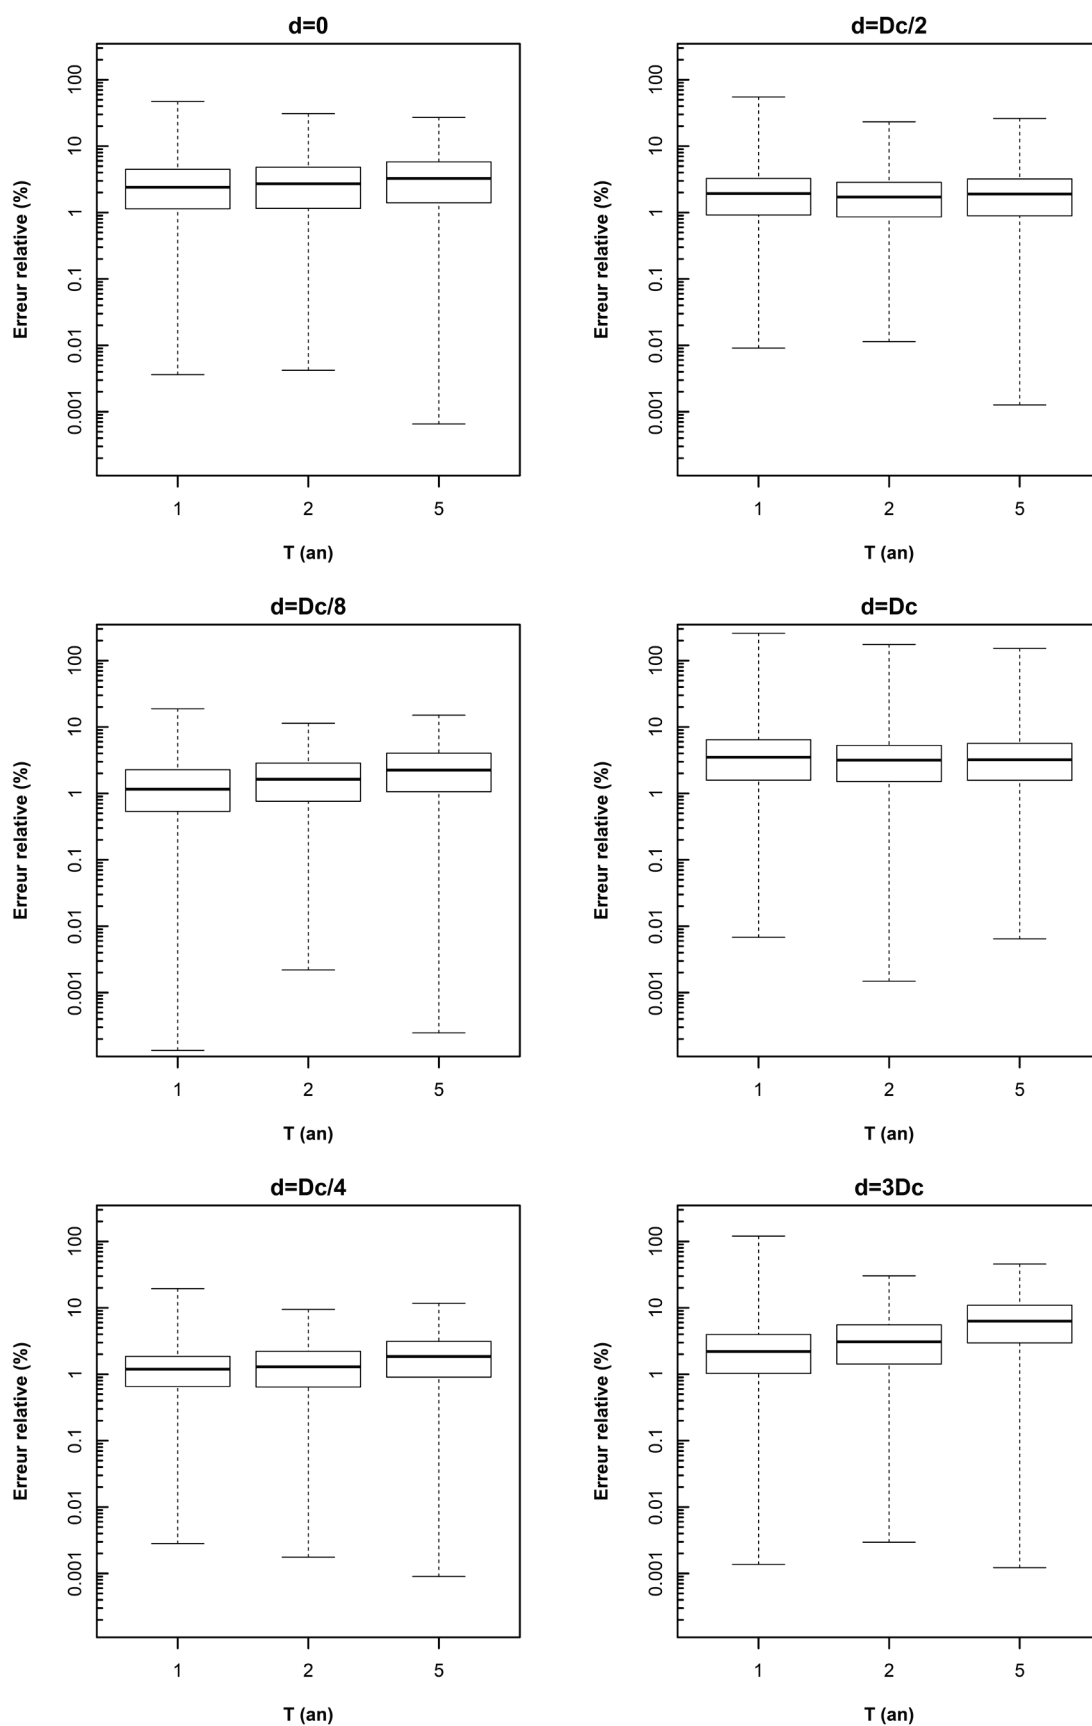 d=0
Erreur relative (%)
100
10
1
0.1
0.01
0.001
1 2 5
T (an)
d=Dc/2
Erreur relative (%)
100
10
1
0.1
0.01
0.001
1 2 5
T (an)
d=Dc/8
Erreur relative (%)
100
10
1
0.1
0.01
0.001
1 2 5
T (an)
d=Dc
Erreur relative (%)
100
10
1
0.1
0.01
0.001
1 2 5
T (an)
d=Dc/4
Erreur relative (%)
100
10
1
0.1
0.01
0.001
1 2 5
T (an)
d=3Dc
Erreur relative (%)
100
10
1
0.1
0.01
0.001
1 2 5
T (an)